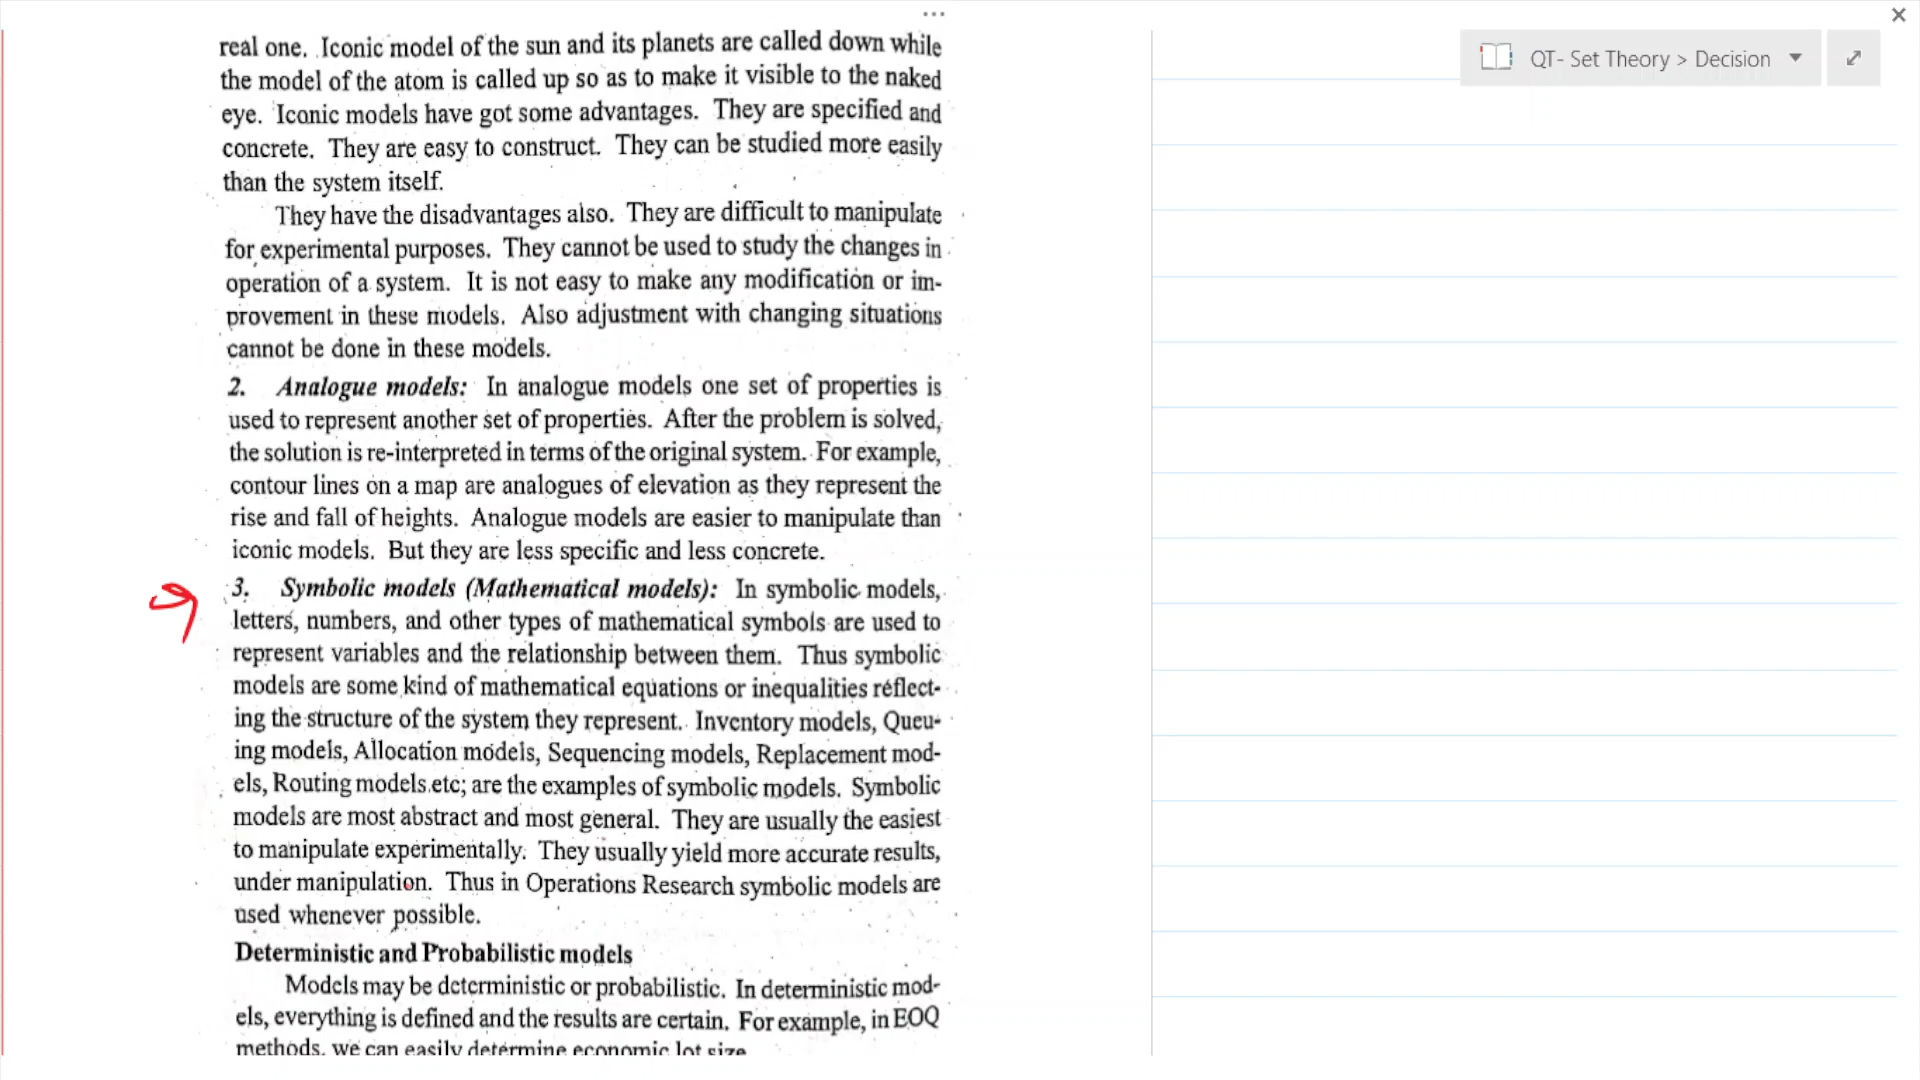 ...
QT- Set Theory > Decision
real one. Iconic model of the sun and its planets are called down while
the model of the atom is called up so as to make it visible to the naked
eye. Iconic models have got some advantages. They are specified and
concrete. They are easy to construct. They can be studied more easily
than the system itself.
They have the disadvantages also. They are difficult to manipulate
for experimental purposes. They cannot be used to study the changes in
operation of a system. It is not easy to make any modification or im-
provement in these models. Also adjustment with changing situations
cannot be done in these models.
2. Analogue models: In analogue models one set of properties is
used to represent another set of properties. After the problem is solved,
the solution is re-interpreted in terms of the original system. For example,
contour lines on a map are analogues of elevation as they represent the
rise and fall of heights. Analogue models are easier to manipulate than
iconic models. But they are less specific and less concrete.
3. Symbolic models (Mathematical models): In symbolic models,
letters, numbers, and other types of mathematical symbols are used to
represent variables and the relationship between them. Thus symbolic
models are some kind of mathematical equations or inequalities reflect-
ing the structure of the system they represent. Inventory models, Queu-
ing models, Allocation models, Sequencing models, Replacement mod-
els, Routing models etc; are the examples of symbolic models. Symbolic
models are most abstract and most general. They are usually the easiest
to manipulate experimentally. They usually yield more accurate results,
under manipulation. Thus in Operations Research symbolic models are
used whenever possible.
Deterministic and Probabilistic models
Models may be deterministic or probabilistic. In deterministic mod-
els, everything is defined and the results are certain. For example, in EOQ
methods, we can easily determine economic lot size